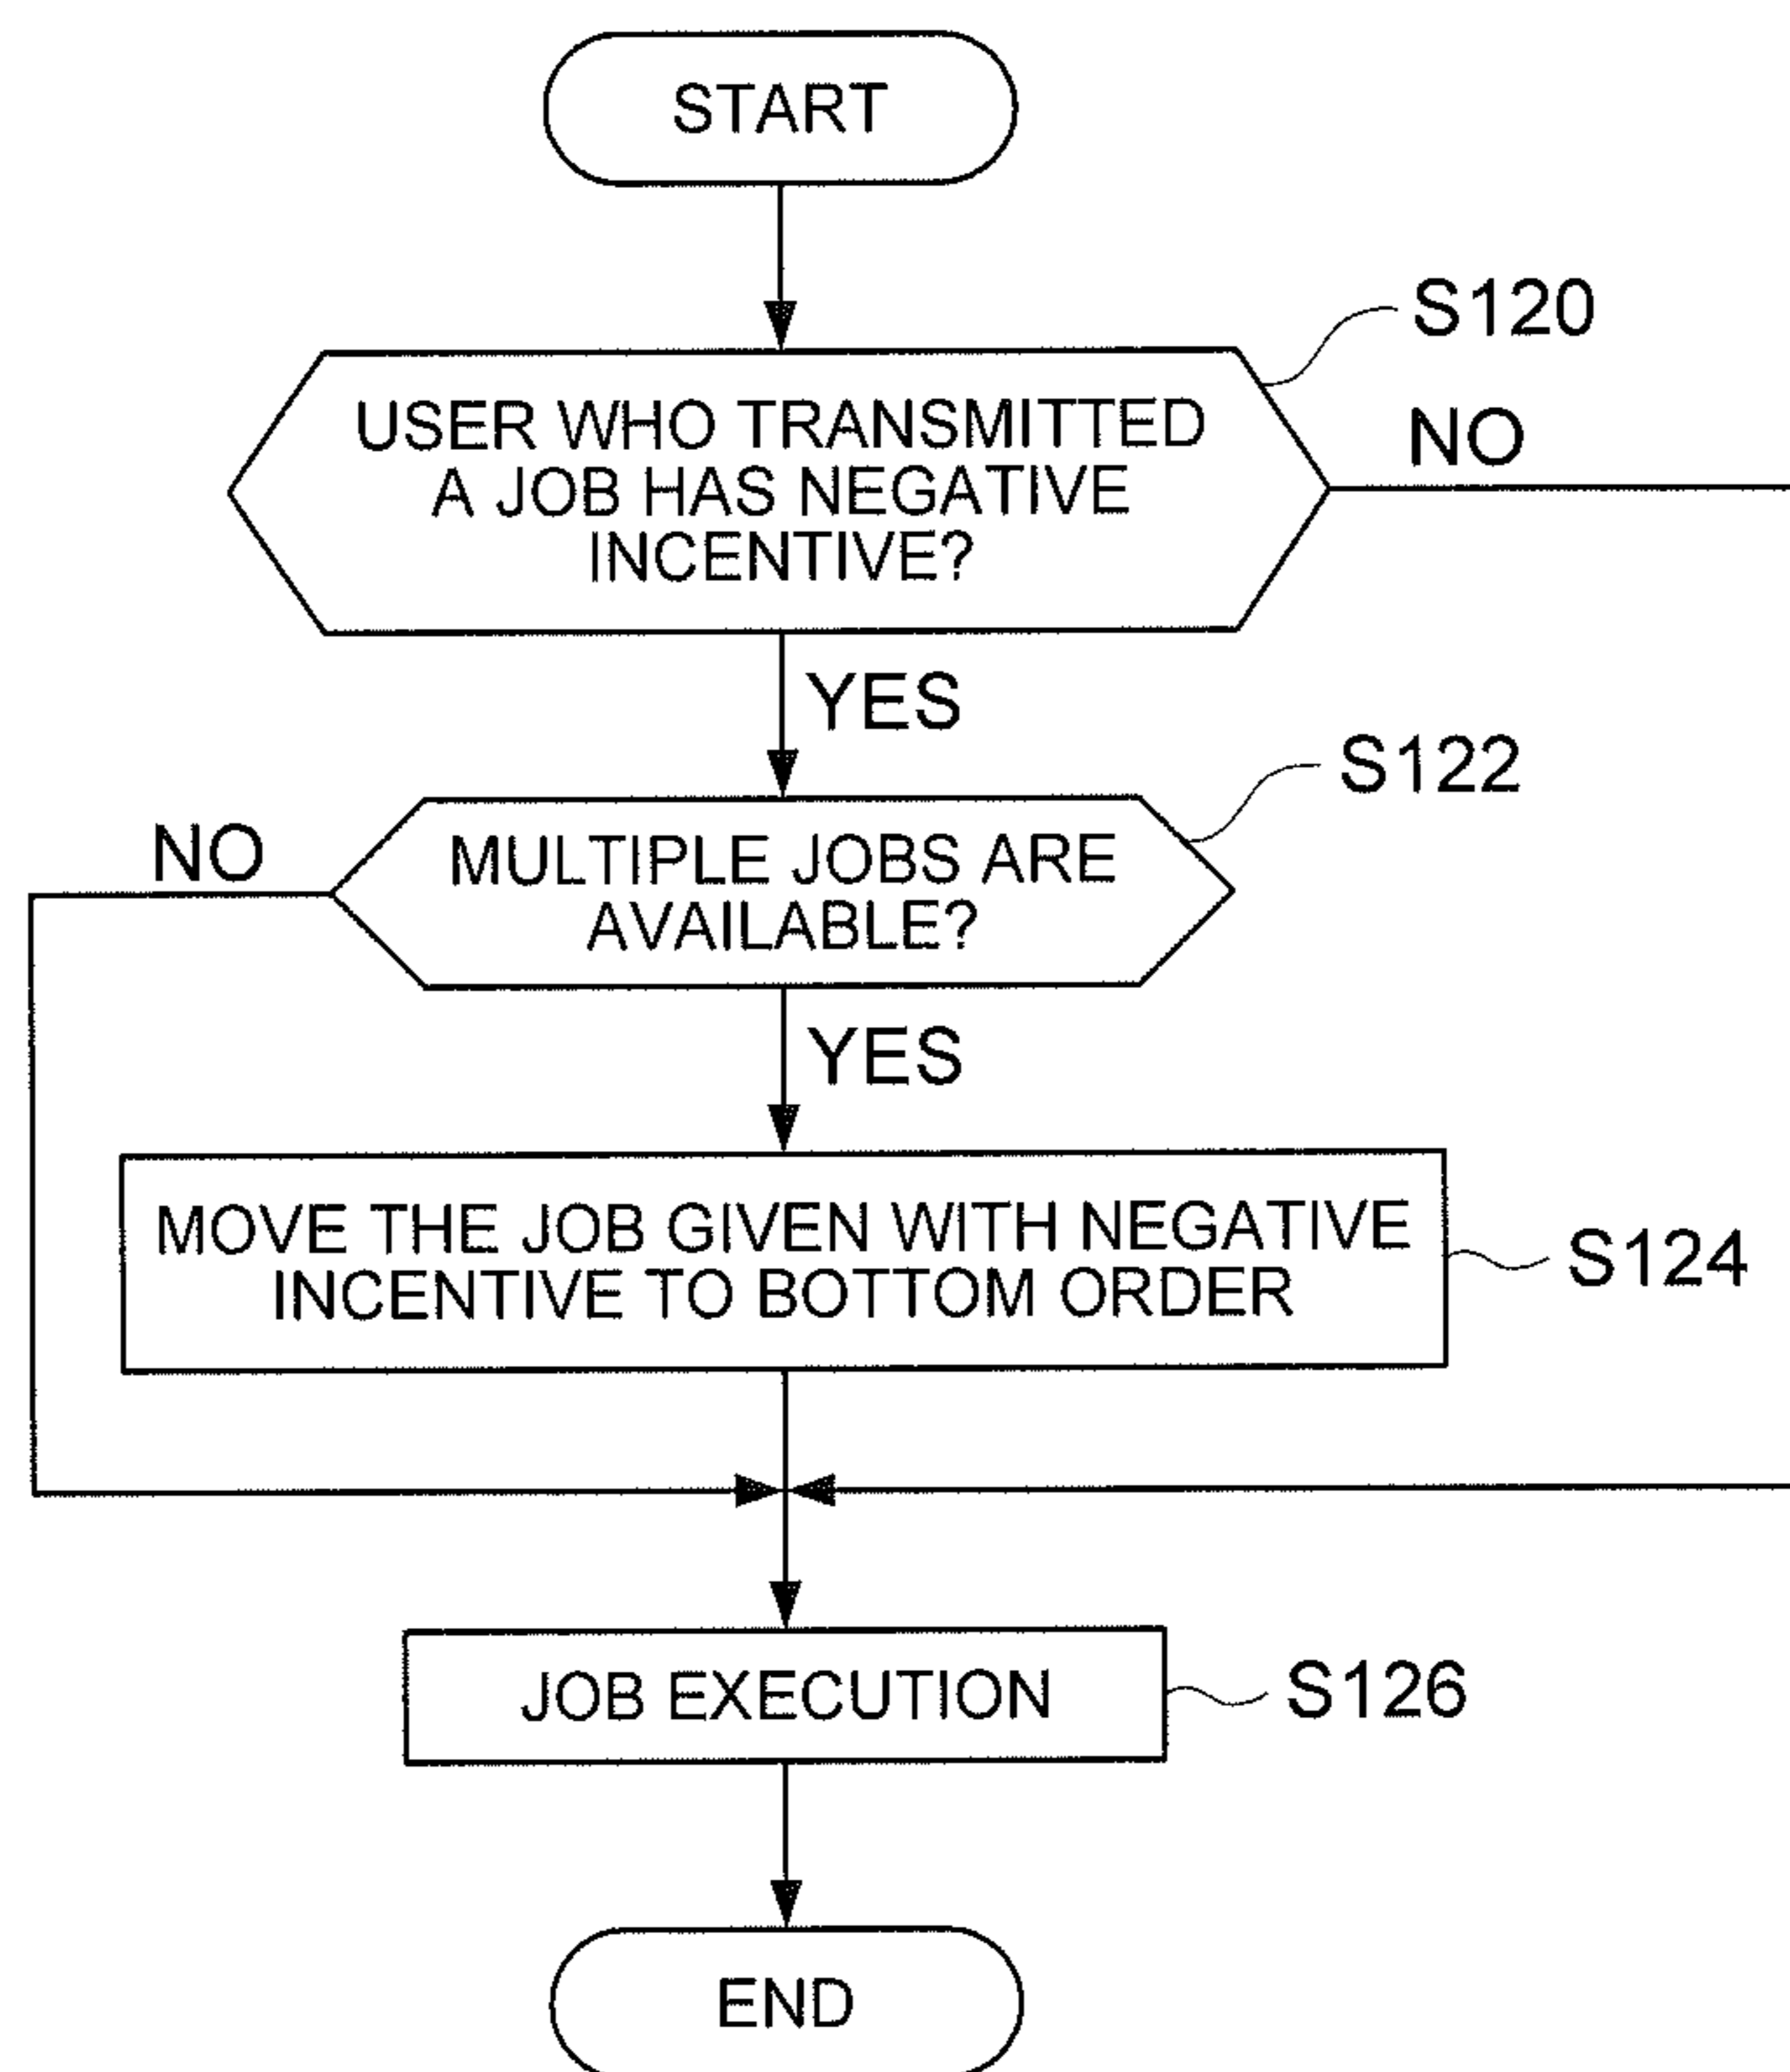 START
S120
USER WHO TRANSMITTED
A JOB HAS NEGATIVE
INCENTIVE?
NO
YES
S122
NO
MULTIPLE JOBS ARE
AVAILABLE?
YES
MOVE THE JOB GIVEN WITH NEGATIVE
INCENTIVE TO BOTTOM ORDER
S124
JOB EXECUTION
S126
END